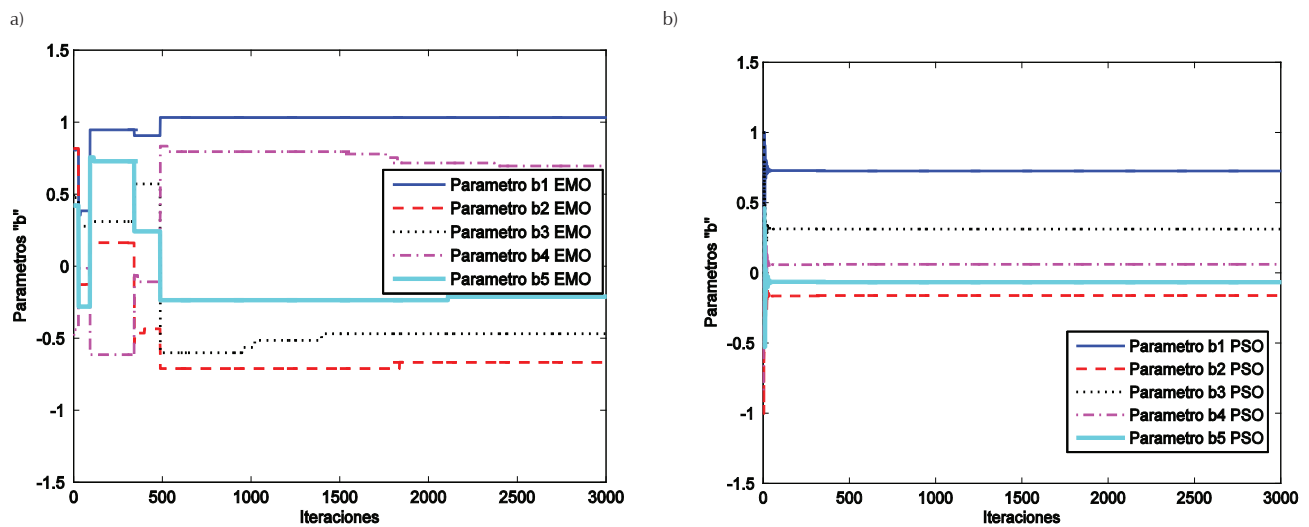 a)
1.5
1
0.5
0
-0.5
-1
-1.5
Parametros "b"
0 500 1000 1500 2000 2500 3000
Iteraciones
Parametro b1 EMO
Parametro b2 EMO
Parametro b3 EMO
Parametro b4 EMO
Parametro b5 EMO
b)
1.5
1
0.5
0
-0.5
-1
-1.5
Parametros "b"
0 500 1000 1500 2000 2500 3000
Iteraciones
Parametro b1 PSO
Parametro b2 PSO
Parametro b3 PSO
Parametro b4 PSO
Parametro b5 PSO